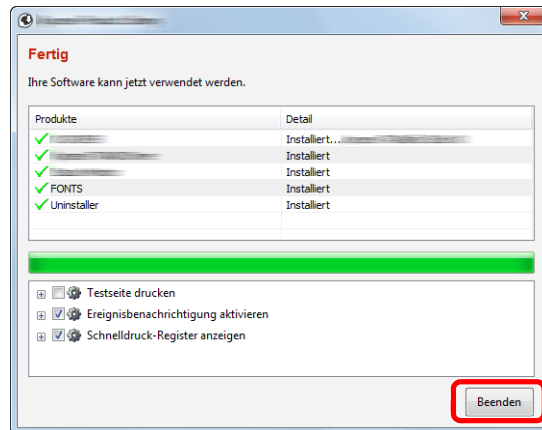 Fertig
Ihre Software kann jetzt verwendet werden.
Produkte Detail
Installiert...
Installiert
Installiert
FONTS Installiert
Uninstaller Installiert
Testseite drucken
Ereignisbenachrichtigung aktivieren
Schnelldruck-Register anzeigen
Beenden